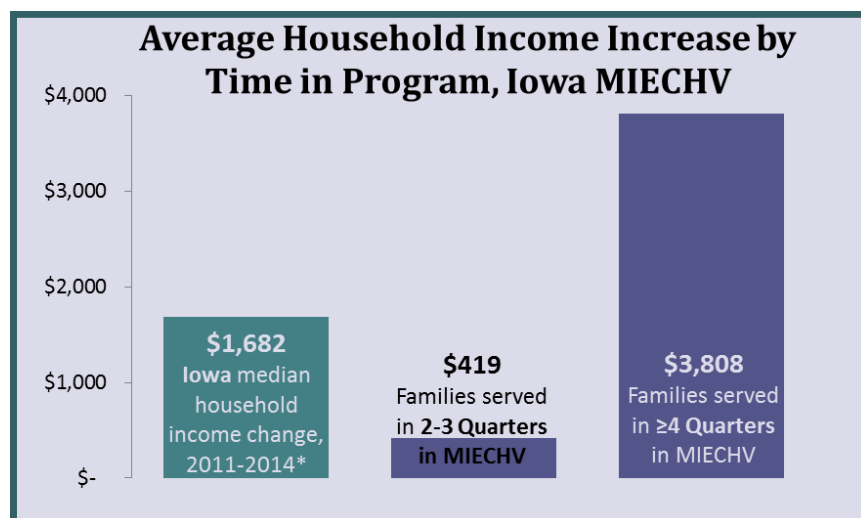 Average Household Income Increase by
Time in Program, Iowa MIECHV
$4,000
$3,000
$2,000
$1,000
$-
$1,682
Iowa median
household
income change,
2011-2014*
$419
Families served
in 2-3 Quarters
in MIECHV
$3,808
Families served
in ≥4 Quarters
in MIECHV